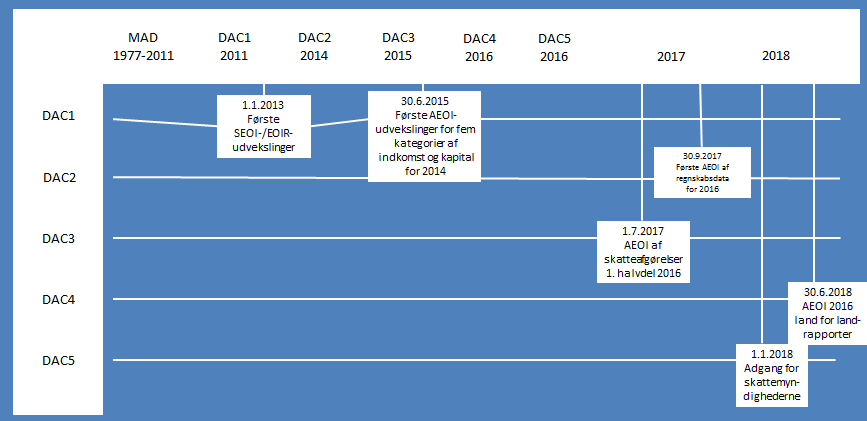 MAD DAC1 DAC2 DAC3 DAC4 DAC5
1977-2011 2011 2014 2015 2016 2016 2017 2018
DAC1
1.1.2013
Første
SEOI-/EOIR-
udvekslinger
30.6.2015
Første AEOI-
udvekslinger for fem
kategorier af
indkomst og kapital
for 2014
DAC2
30.9.2017
Første AEOI af
regnskabsdata
for 2016
DAC3
1.7.2017
AEOI af
skatteafgørelser
1. halvdel 2016
DAC4
30.6.2018
AEOI 2016
land for land-
rapporter
DAC5
1.1.2018
Adgang for
skattemyn-
dighederne